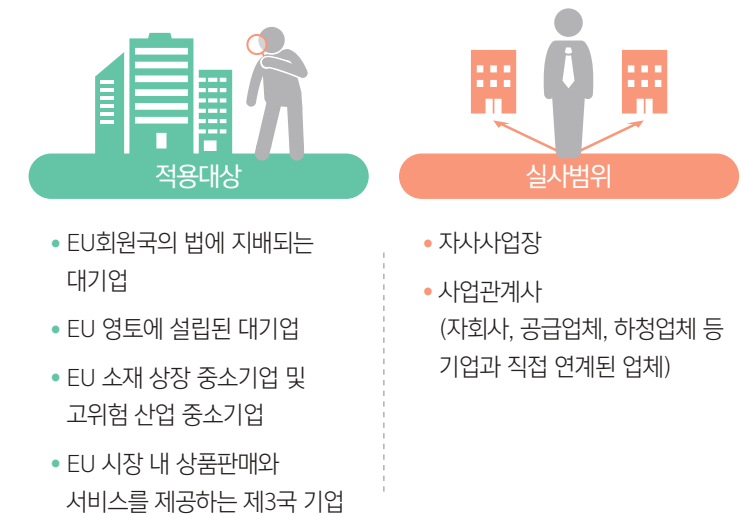 적용대상
• EU회원국의 법에 지배되는
대기업
• EU 영토에 설립된 대기업
• EU 소재 상장 중소기업 및
고위험 산업 중소기업
• EU 시장 내 상품판매와
서비스를 제공하는 제3국 기업
실사범위
• 자사사업장
• 사업관계사
(자회사, 공급업체, 하청업체 등
기업과 직접 연계된 업체)